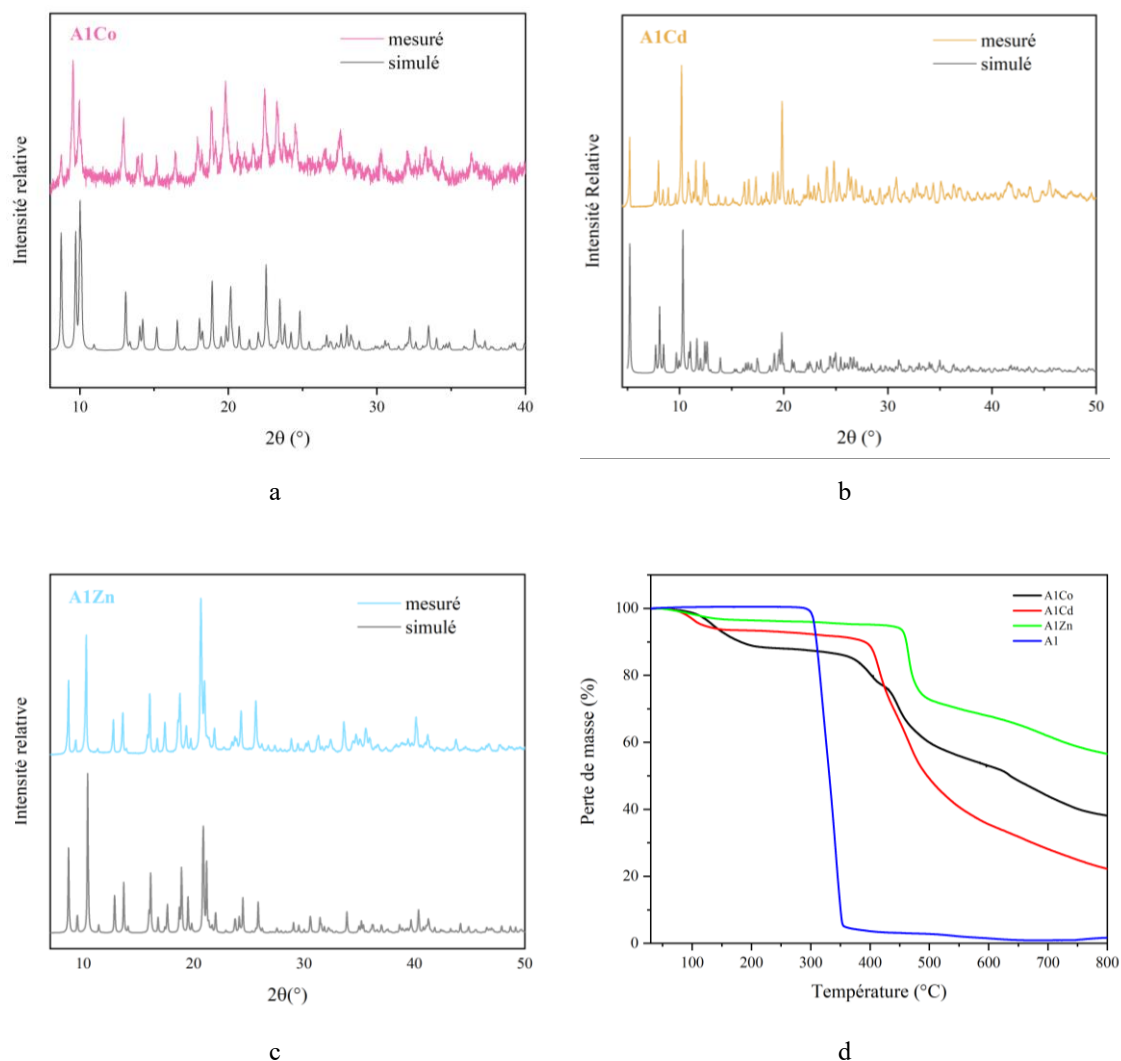 A1Co
mesuré
simulé
Intensité relative
10
20
30
40
2θ (°)
a
A1Cd
mesuré
simulé
Intensité Relative
10
20
30
40
50
2θ (°)
b
A1Zn
mesuré
simulé
Intensité relative
10
20
30
40
50
2θ(°)
c
A1Co
A1Cd
A1Zn
A1
Perte de masse (%)
100
80
60
40
20
0
100
200
300
400
500
600
700
800
Température (°C)
d